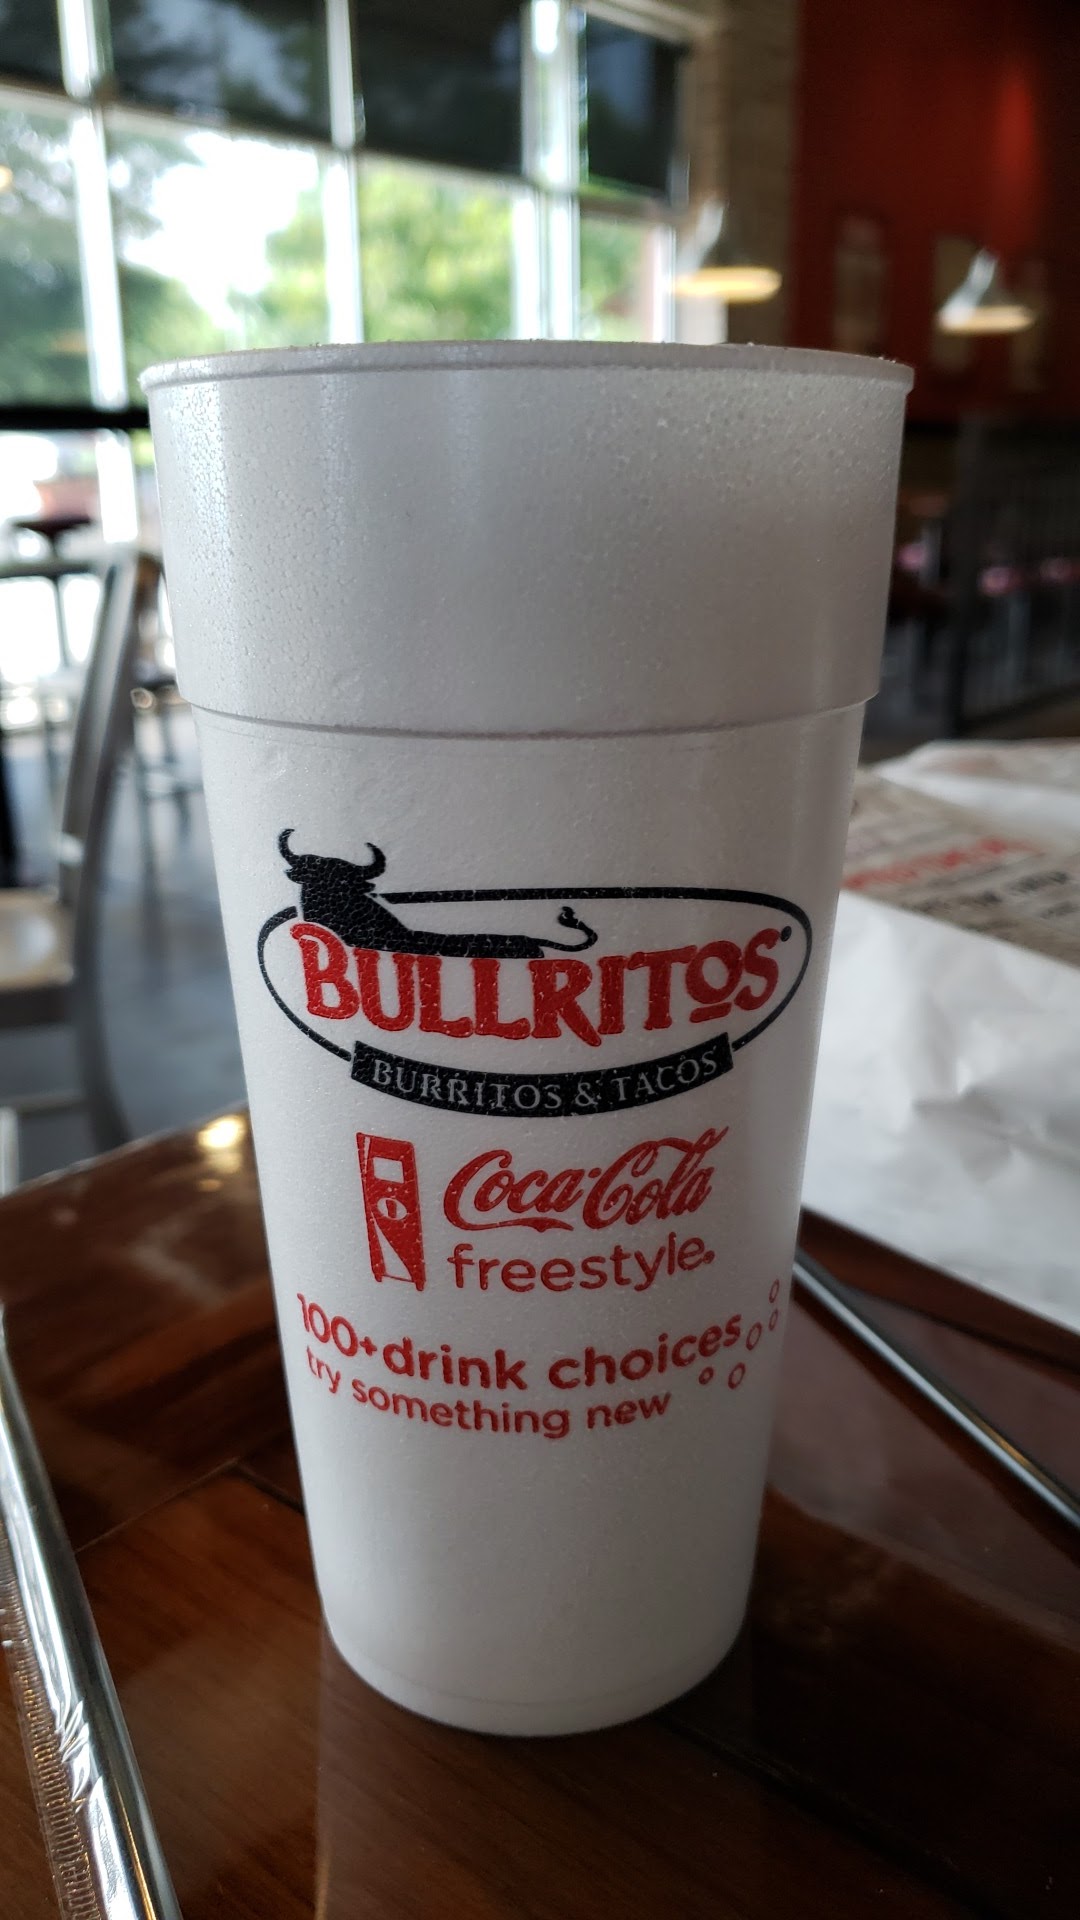 BULLRITOS
BURRITOS & TACOS
Coca-Cola
freestyle.
100+ drink choices
try something new